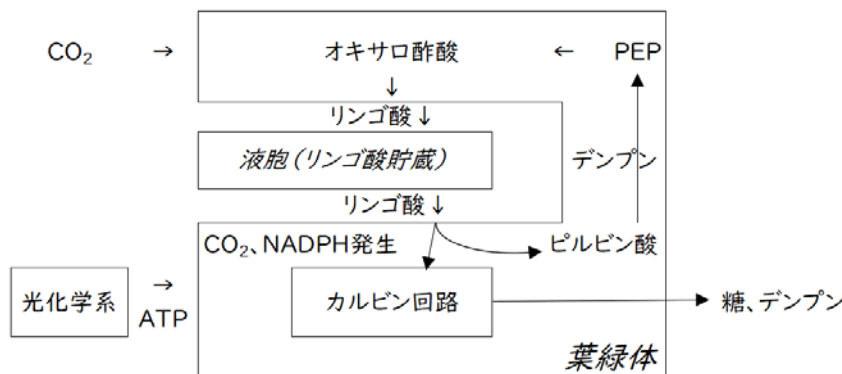 CO₂ → オキサロ酢酸 ← PEP
↓
リンゴ酸↓
液胞(リンゴ酸貯蔵)
デンプン
リンゴ酸↓
CO₂、NADPH発生
ピルビン酸
光化学系
→
ATP
カルビン回路
糖、デンプン
葉緑体